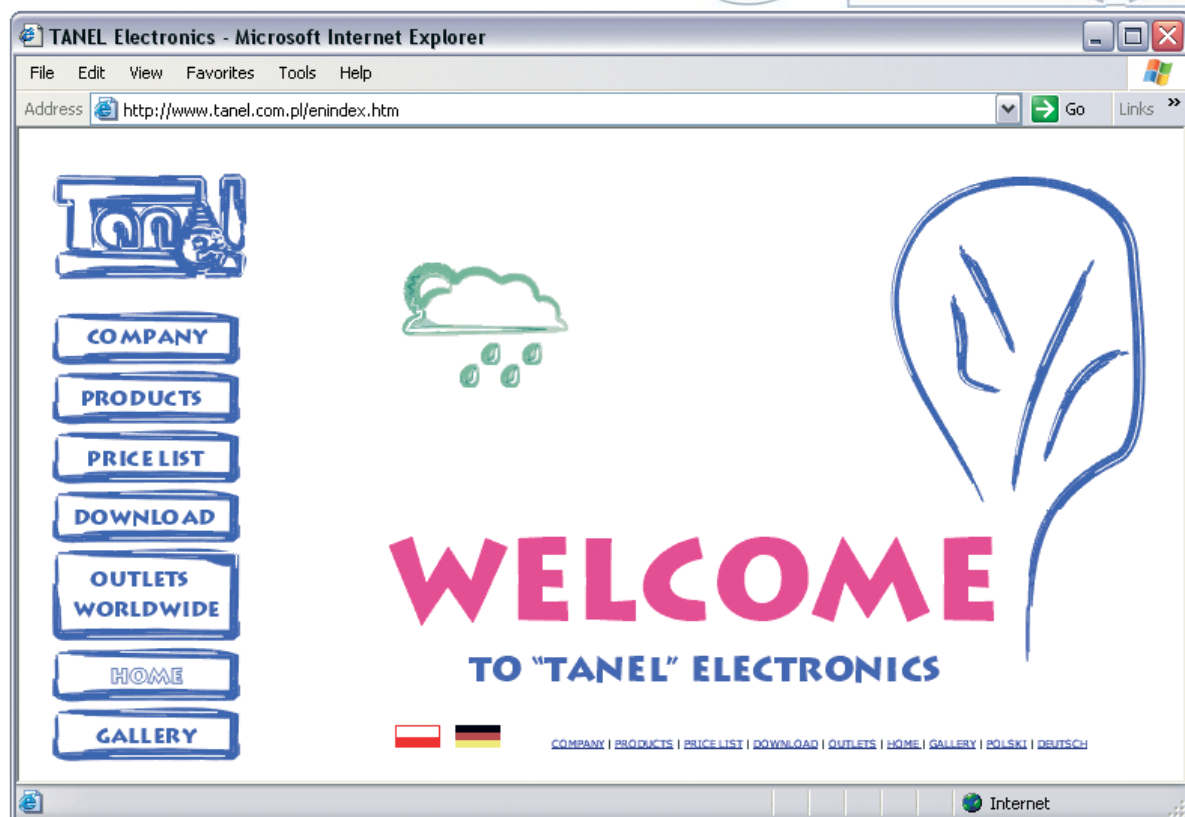 TANEL Electronics - Microsoft Internet Explorer
File Edit View Favorites Tools Help
Address http://www.tanel.com.pl/enindex.htm Go Links »
Tanel
COMPANY
PRODUCTS
PRICE LIST
DOWNLOAD
OUTLETS
WORLDWIDE
HOME
GALLERY
WELCOME
TO "TANEL" ELECTRONICS
COMPANY | PRODUCTS | PRICE LIST | DOWNLOAD | OUTLETS | HOME | GALLERY | POLSKI | DEUTSCH
Internet